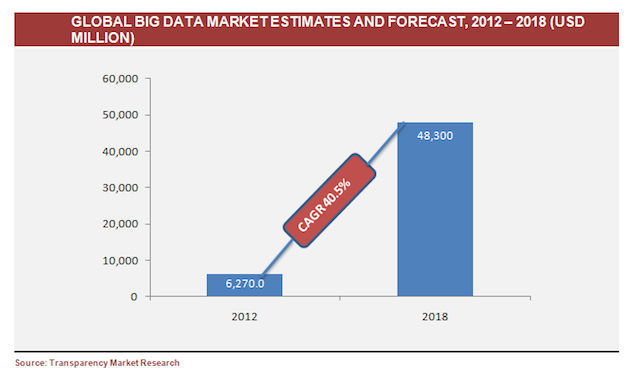 GLOBAL BIG DATA MARKET ESTIMATES AND FORECAST, 2012 – 2018 (USD
MILLION)
60,000
50,000
40,000
30,000
20,000
10,000
0
48,300
CAGR 40.5%
6,270.0
2012
2018
Source: Transparency Market Research